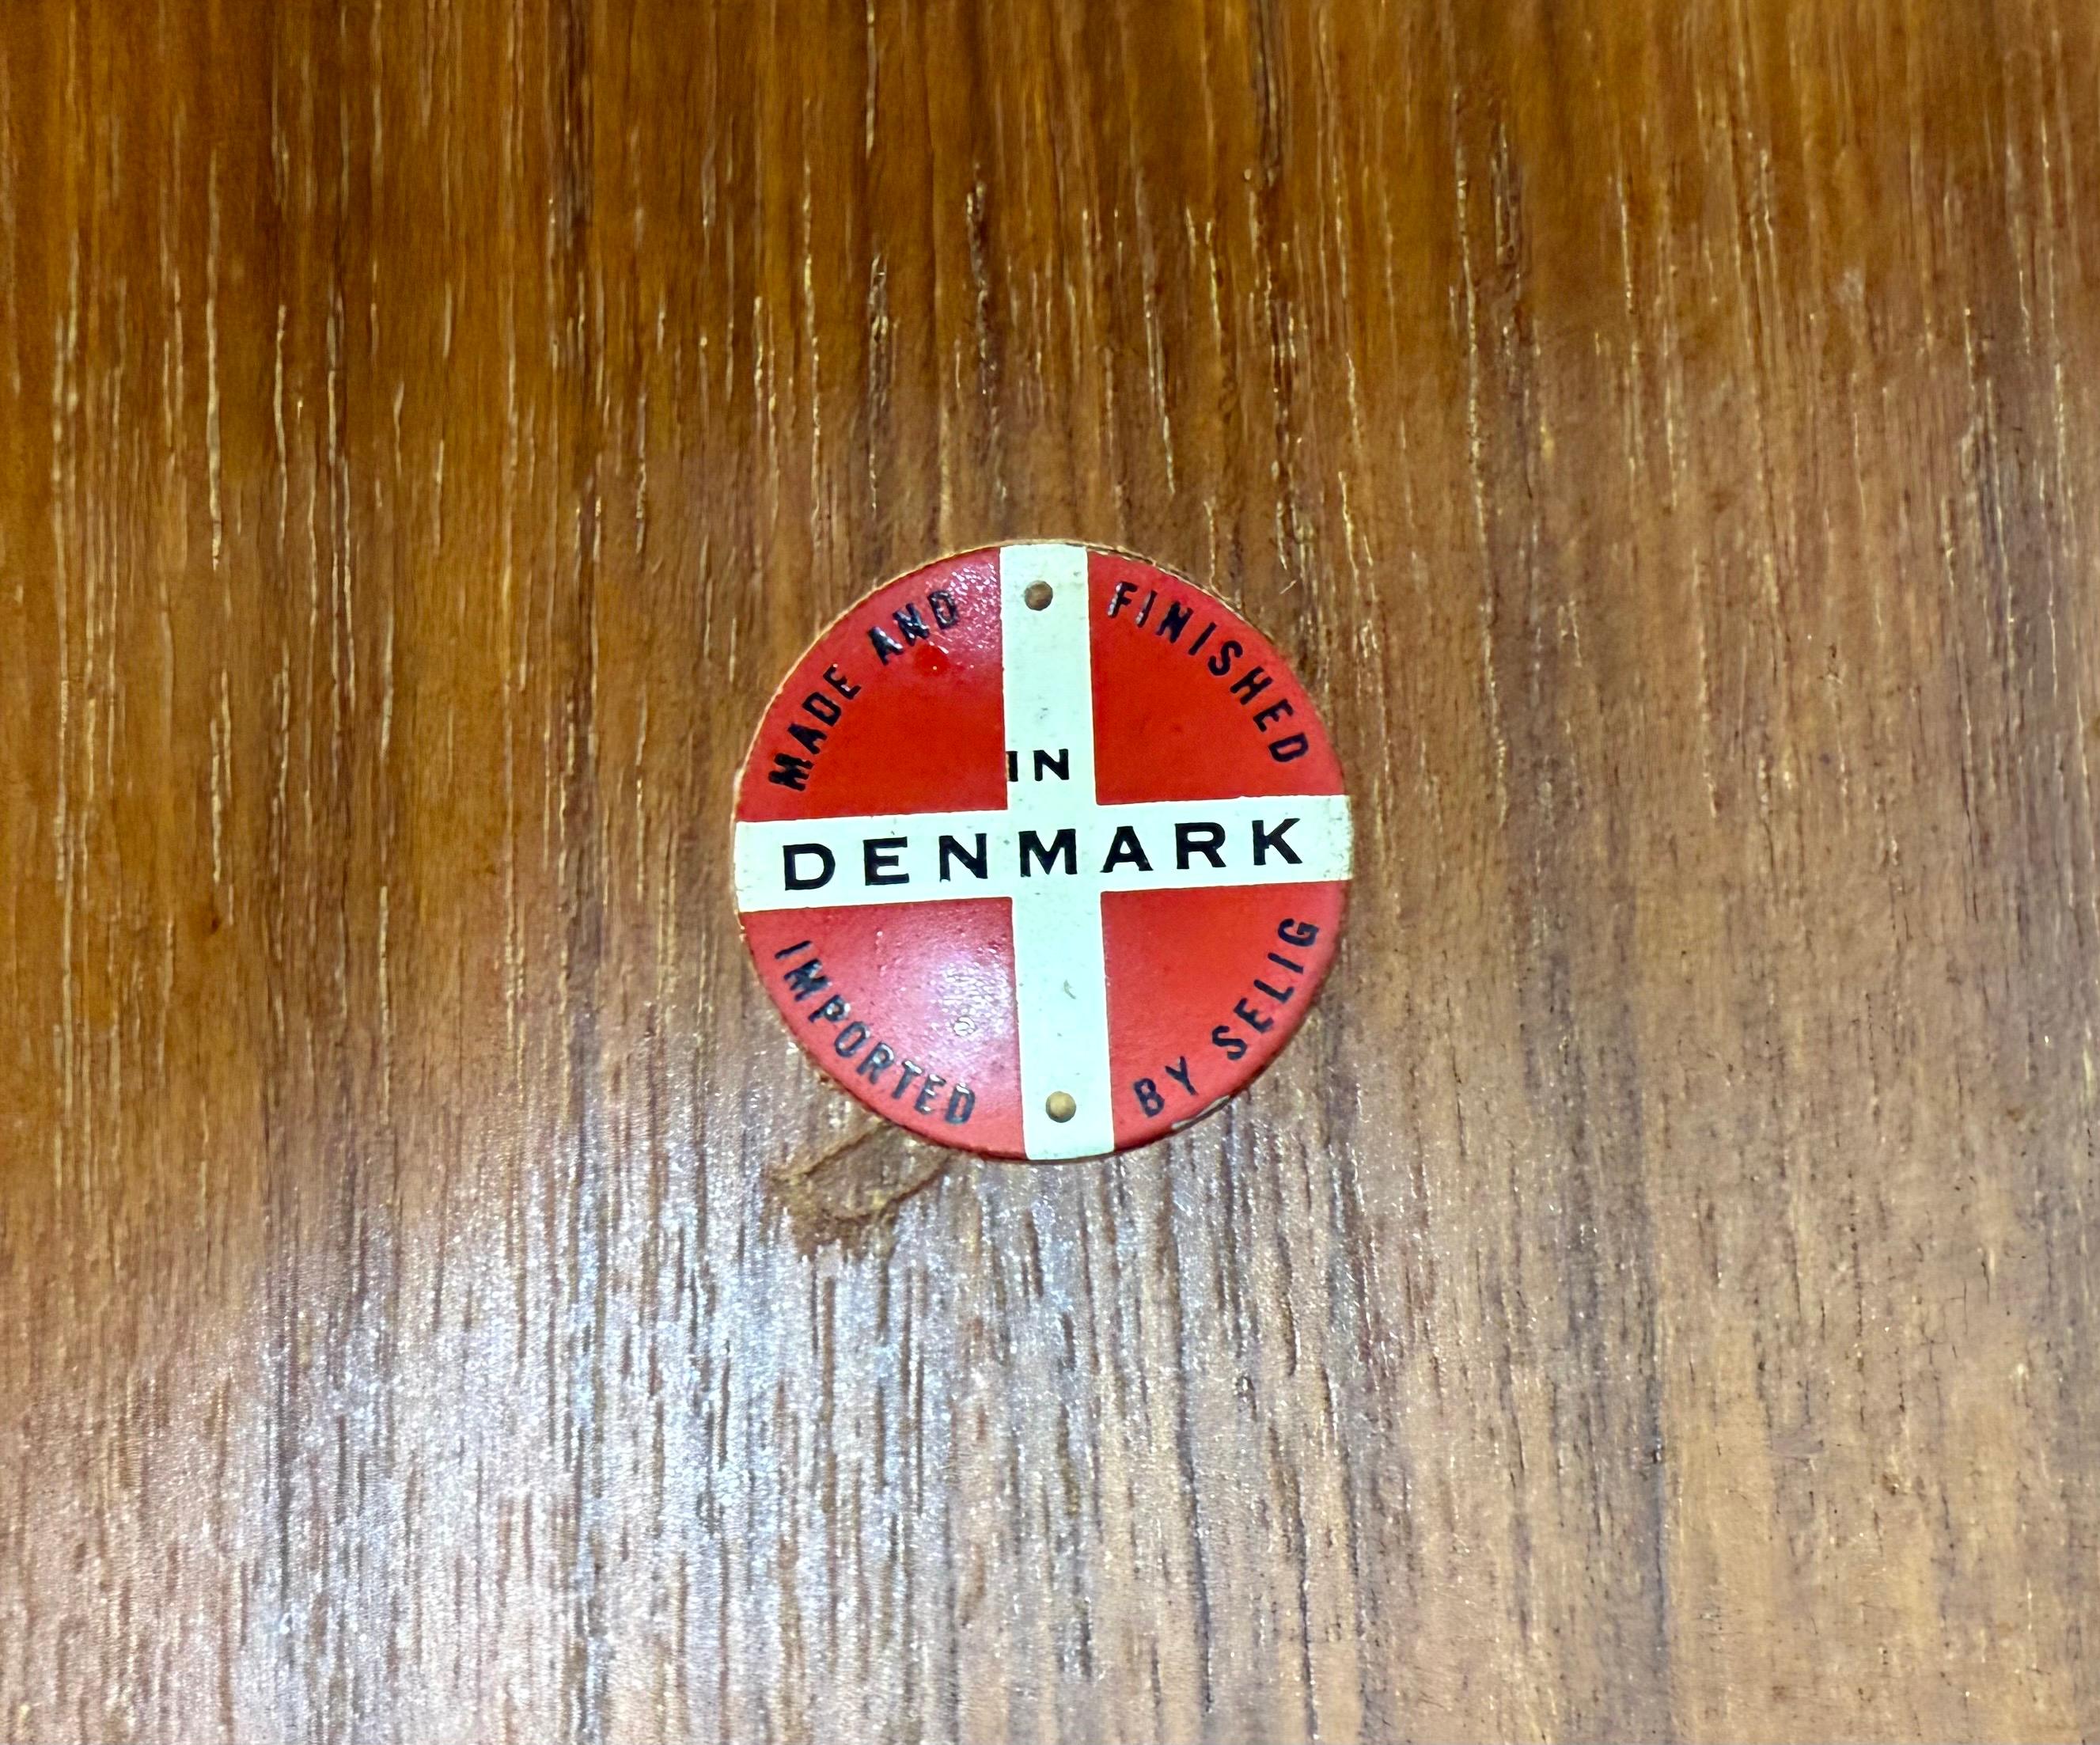 MADE AND FINISHED
IN
DENMARK
IMPORTED BY SELIG